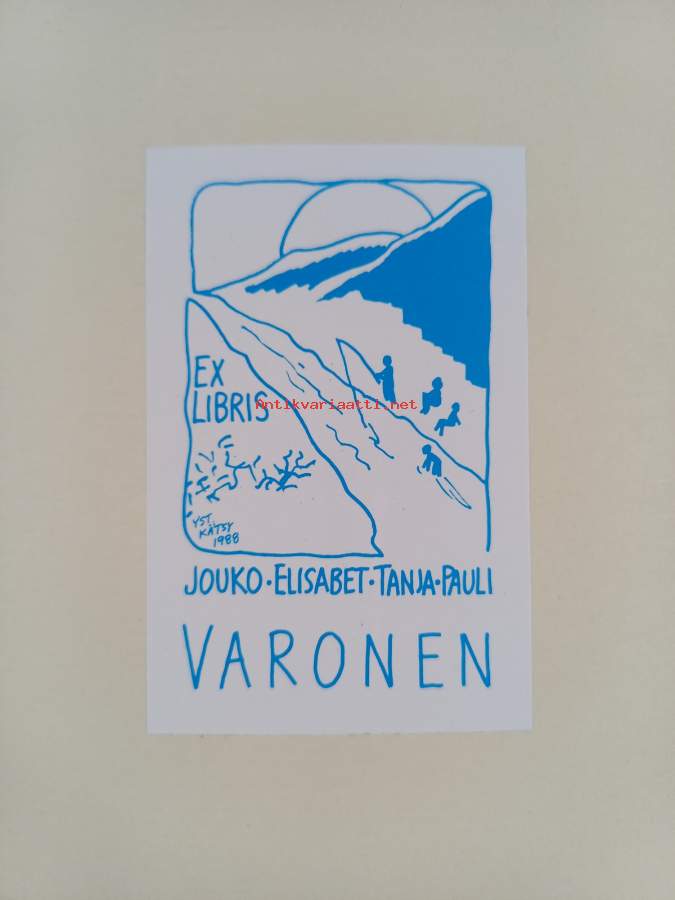 EX
LIBRIS
Antikvariaatti.net
YST.
KÄTSY
1988
JOUKO·ELISABET·TANJA·PAULI
VARONEN